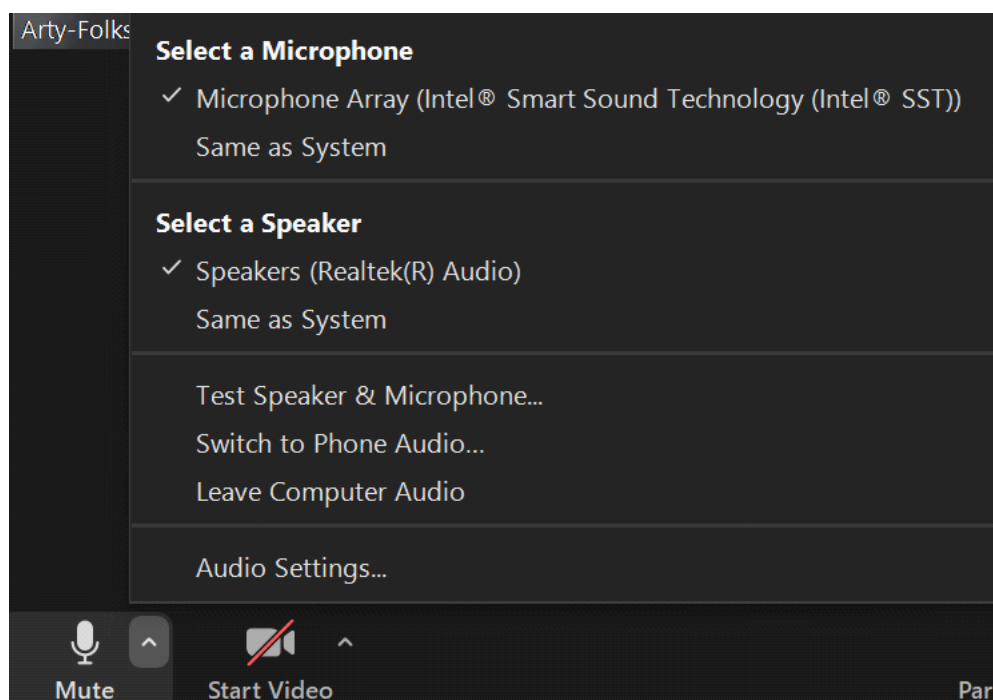 Arty-Folks
Select a Microphone
Microphone Array (Intel® Smart Sound Technology (Intel® SST))
Same as System
Select a Speaker
Speakers (Realtek(R) Audio)
Same as System
Test Speaker & Microphone...
Switch to Phone Audio...
Leave Computer Audio
Audio Settings...
Mute
Start Video
Par